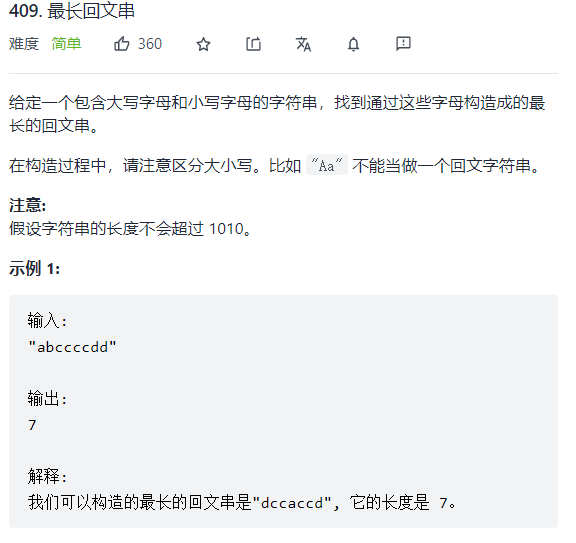 409. 最长回文串
难度 简单 360
给定一个包含大写字母和小写字母的字符串，找到通过这些字母构造成的最
长的回文串。
在构造过程中，请注意区分大小写。比如 "Aa" 不能当做一个回文字符串。
注意:
假设字符串的长度不会超过 1010。
示例 1:
输入:
"abccccdd"
输出:
7
解释:
我们可以构造的最长的回文串是"dccaccd", 它的长度是 7。